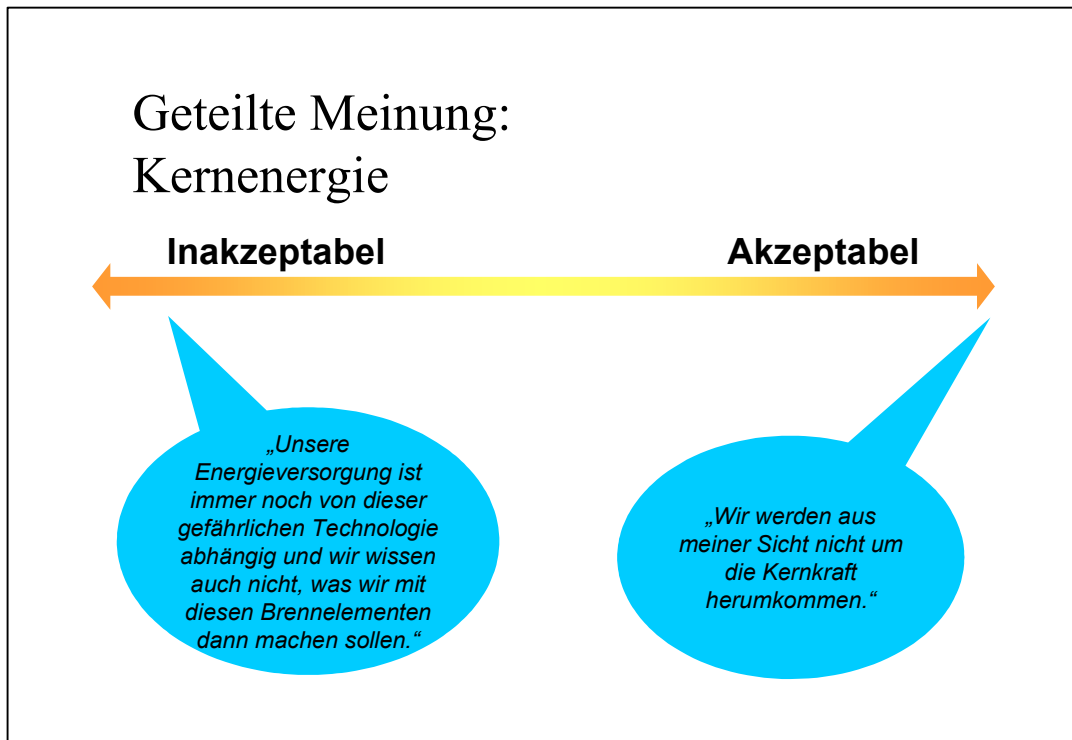 Geteilte Meinung:
Kernenergie
Inakzeptabel
Akzeptabel
„Unsere
Energieversorgung ist
immer noch von dieser
gefährlichen Technologie
abhängig und wir wissen
auch nicht, was wir mit
diesen Brennelementen
dann machen sollen.“
„Wir werden aus
meiner Sicht nicht um
die Kernkraft
herumkommen.“